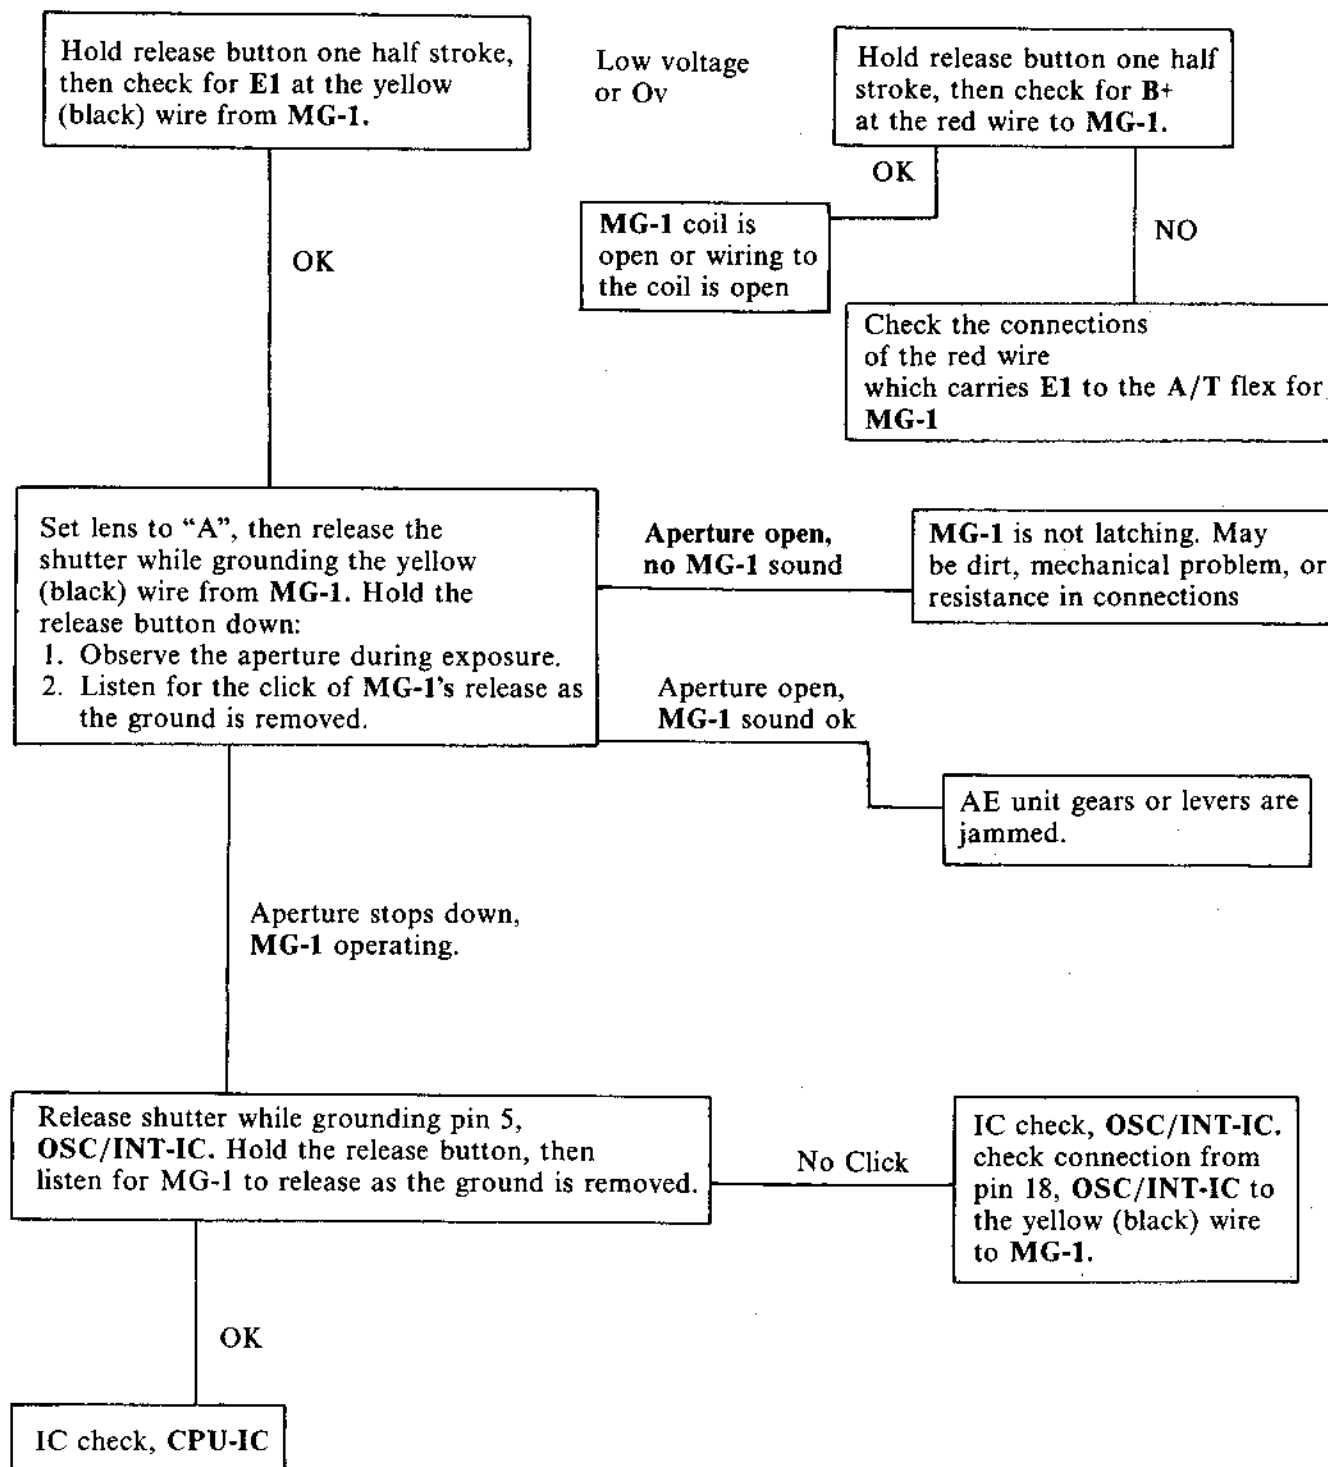 Hold release button one half stroke,
then check for E1 at the yellow
(black) wire from MG-1.
Low voltage
or Ov
Hold release button one half
stroke, then check for B+
at the red wire to MG-1.
OK
MG-1 coil is
open or wiring to
the coil is open
NO
OK
Check the connections
of the red wire
which carries E1 to the A/T flex for
MG-1
Set lens to “A”, then release the
shutter while grounding the yellow
(black) wire from MG-1. Hold the
release button down:
1. Observe the aperture during exposure.
2. Listen for the click of MG-1's release as
the ground is removed.
Aperture open,
no MG-1 sound
MG-1 is not latching. May
be dirt, mechanical problem, or
resistance in connections
Aperture open,
MG-1 sound ok
AE unit gears or levers are
jammed.
Aperture stops down,
MG-1 operating.
Release shutter while grounding pin 5,
OSC/INT-IC. Hold the release button, then
listen for MG-1 to release as the ground is removed.
No Click
IC check, OSC/INT-IC.
check connection from
pin 18, OSC/INT-IC to
the yellow (black) wire
to MG-1.
OK
IC check, CPU-IC